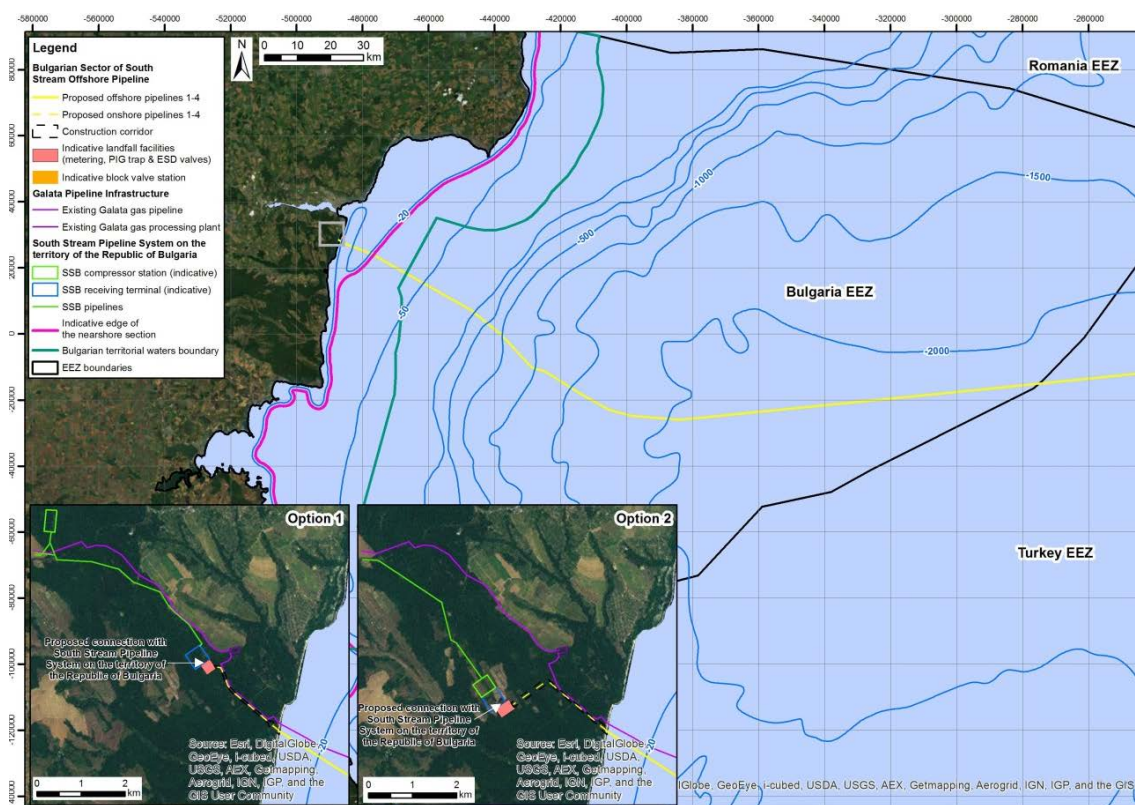 -580000
-560000
-540000
-520000
-500000
-480000
-460000
-440000
-420000
-400000
-380000
-360000
-340000
-320000
-300000
-280000
-260000
Legend
Bulgarian Sector of South
Stream Offshore Pipeline
Proposed offshore pipelines 1-4
Proposed onshore pipelines 1-4
Construction corridor
Indicative landfall facilities
(metering, PIG trap & ESD valves)
Indicative block valve station
Galata Pipeline Infrastructure
Existing Galata gas pipeline
Existing Galata gas processing plant
South Stream Pipeline System on the
territory of the Republic of Bulgaria
SSB compressor station (indicative)
SSB receiving terminal (indicative)
SSB pipelines
Indicative edge of
the nearshore section
Bulgarian territorial waters boundary
EEZ boundaries
N
0 10 20 30
km
Romania EEZ
-1000
-1500
-20
-500
-50
Bulgaria EEZ
-2000
Turkey EEZ
80000
60000
40000
20000
0
-20000
-40000
-60000
-80000
-100000
-120000
Option 1
Proposed connection with
South Stream Pipeline
System on the territory of
the Republic of Bulgaria
-20
Source: Esri, DigitalGlobe,
GeoEye, i-cubed, USDA,
USGS, AEX, Getmapping,
Aerogrid, IGN, IGP, and the
GIS User Community
0 1 2
km
Option 2
Proposed connection with
South Stream Pipeline
System on the territory of
the Republic of Bulgaria
-20
Source: Esri, DigitalGlobe,
GeoEye, i-cubed, USDA,
USGS, AEX, Getmapping,
Aerogrid, IGN, IGP, and the
GIS User Community
0 1 2
km
lGlobe, GeoEye, i-cubed, USDA, USGS, AEX, Getmapping, Aerogrid, IGN, IGP, and the GIS